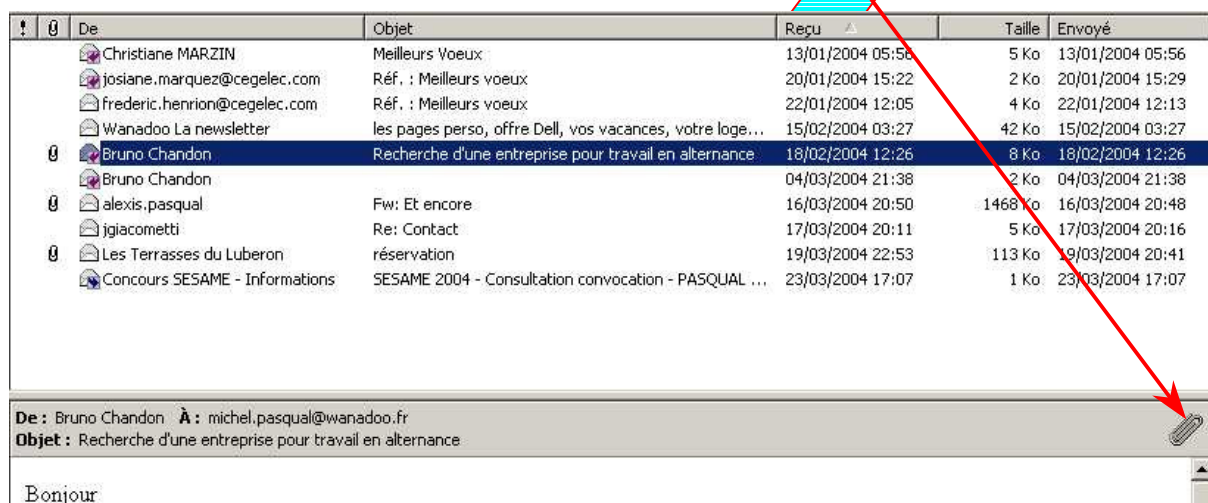 ! De Objet Reçu Taille Envoyé
Christiane MARZIN Meilleurs Voeux 13/01/2004 05:56 5 Ko 13/01/2004 05:56
josiane.marquez@cegelec.com Réf. : Meilleurs voeux 20/01/2004 15:22 2 Ko 20/01/2004 15:29
frederic.henrion@cegelec.com Réf. : Meilleurs voeux 22/01/2004 12:05 4 Ko 22/01/2004 12:13
Wanadoo La newsletter les pages perso, offre Dell, vos vacances, votre loge... 15/02/2004 03:27 42 Ko 15/02/2004 03:27
Bruno Chandon Recherche d'une entreprise pour travail en alternance 18/02/2004 12:26 8 Ko 18/02/2004 12:26
Bruno Chandon 04/03/2004 21:38 2 Ko 04/03/2004 21:38
alexis.pasqual Fw: Et encore 16/03/2004 20:50 1468 Ko 16/03/2004 20:48
jgiacometti Re: Contact 17/03/2004 20:11 5 Ko 17/03/2004 20:16
Les Terrasses du Luberon réservation 19/03/2004 22:53 113 Ko 19/03/2004 20:41
Concours SESAME - Informations SESAME 2004 - Consultation convocation - PASQUAL ... 23/03/2004 17:07 1 Ko 23/03/2004 17:07
De : Bruno Chandon À : michel.pasqual@wanadoo.fr
Objet : Recherche d'une entreprise pour travail en alternance
Bonjour